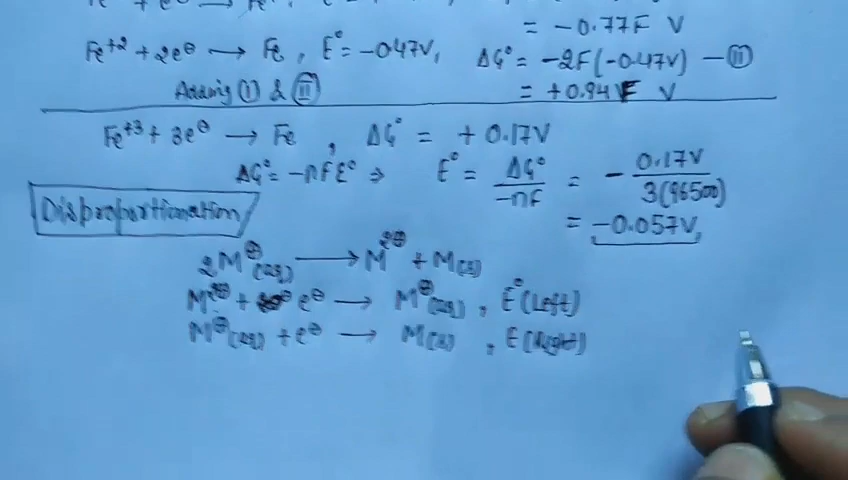 = -0.77F V
Fe⁺² + 2e⊖ ⟶ Fe, E° = -0.47V, ΔG° = -2F(-0.47V) — Ⅱ
Adding Ⅰ & Ⅱ = +0.94F V
Fe⁺³ + 3e⊖ ⟶ Fe, ΔG° = +0.17V
ΔG° = -nFE° ⇒ E° = ΔG°/-nF = - 0.17V/3(96500)
Disproportionation = -0.057V
2M⊕(aq) ⟶ M²⊕ + M(s)
M²⊕ + e⊖ ⟶ M⊕(aq), E°(Left)
M⊕(aq) + e⊖ ⟶ M(s), E(Right)